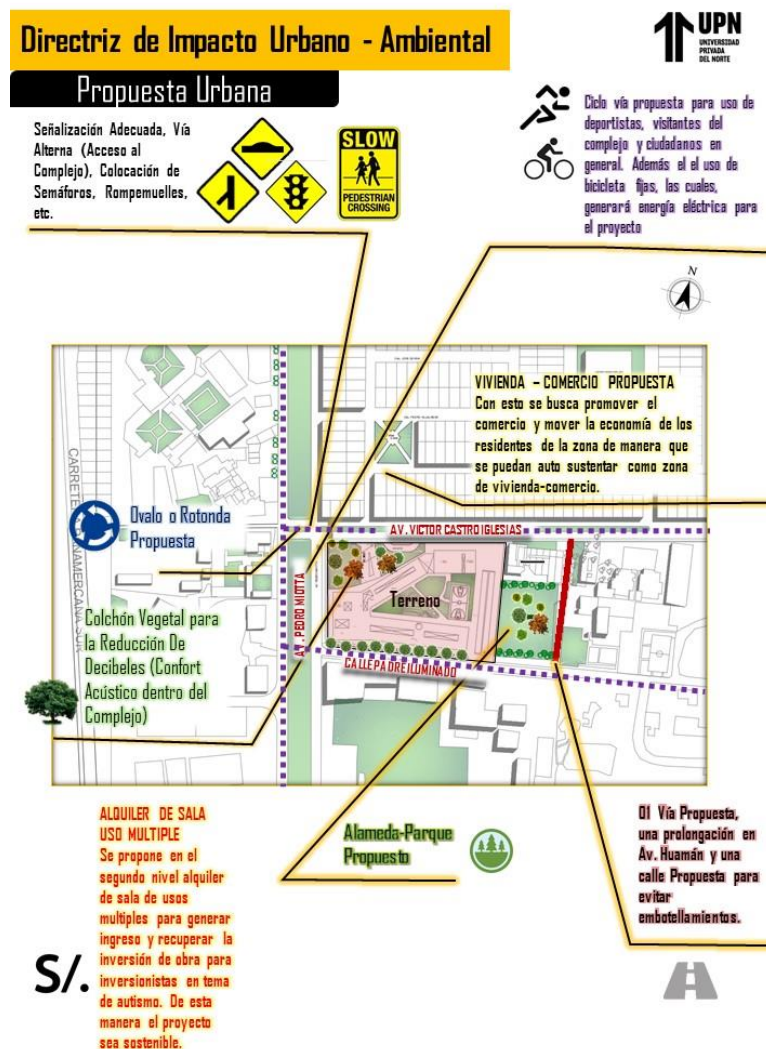 Directriz de Impacto Urbano - Ambiental
UPN
UNIVERSIDAD
PRIVADA
DEL NORTE
Propuesta Urbana
Señalización Adecuada, Vía
Alterna (Acceso al
Complejo), Colocación de
Semáforos, Rompemuelles,
etc.
SLOW
PEDESTRIAN
CROSSING
Ciclo vía propuesta para uso de
deportistas, visitantes del
complejo y ciudadanos en
general. Además el el uso de
bicicleta fijas, las cuales,
generará energía eléctrica para
el proyecto
N
VIVIENDA – COMERCIO PROPUESTA
Con esto se busca promover el
comercio y mover la economía de los
residentes de la zona de manera que
se puedan auto sustentar como zona
de vivienda-comercio.
Ovalo o Rotonda
Propuesta
AV. VICTOR CASTRO IGLESIAS
AV. PEDRO MIOTTA
Terreno
CALLE PADRE ILUMINADO
Colchón Vegetal para
la Reducción De
Decibeles (Confort
Acústico dentro del
Complejo)
ALQUILER DE SALA
USO MULTIPLE
Se propone en el
segundo nivel alquiler
de sala de usos
multiples para generar
ingreso y recuperar la
inversión de obra para
inversionistas en tema
de autismo. De esta
manera el proyecto
sea sostenible.
S/.
Alameda-Parque
Propuesto
01 Vía Propuesta,
una prolongación en
Av. Huamán y una
calle Propuesta para
evitar
embotellamientos.